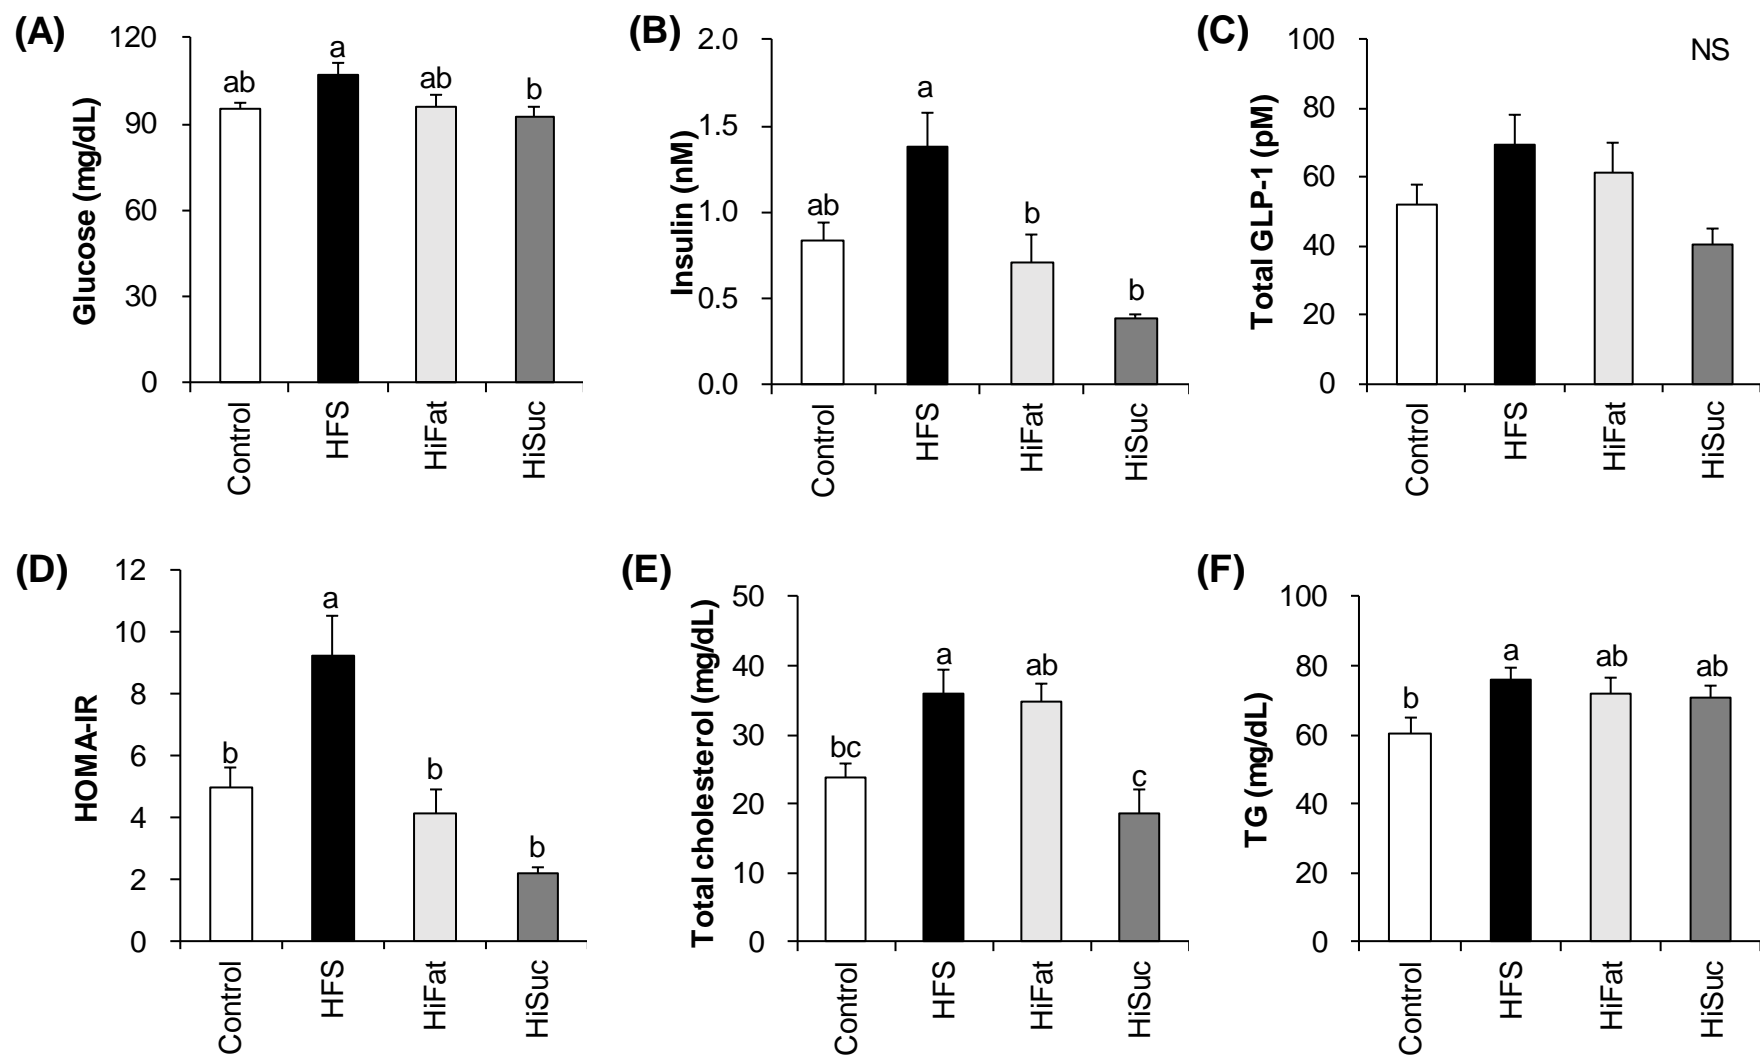 (A)
Glucose (mg/dL)
120
90
60
30
0
ab
a
ab
b
Control
HFS
HiFat
HiSuc
(B)
Insulin (nM)
2.0
1.5
1.0
0.5
0.0
ab
a
b
b
Control
HFS
HiFat
HiSuc
(C)
Total GLP-1 (pM)
100
80
60
40
20
0
NS
Control
HFS
HiFat
HiSuc
(D)
HOMA-IR
12
10
8
6
4
2
0
b
a
b
b
Control
HFS
HiFat
HiSuc
(E)
Total cholesterol (mg/dL)
50
40
30
20
10
0
bc
a
ab
c
Control
HFS
HiFat
HiSuc
(F)
TG (mg/dL)
100
80
60
40
20
0
b
a
ab
ab
Control
HFS
HiFat
HiSuc